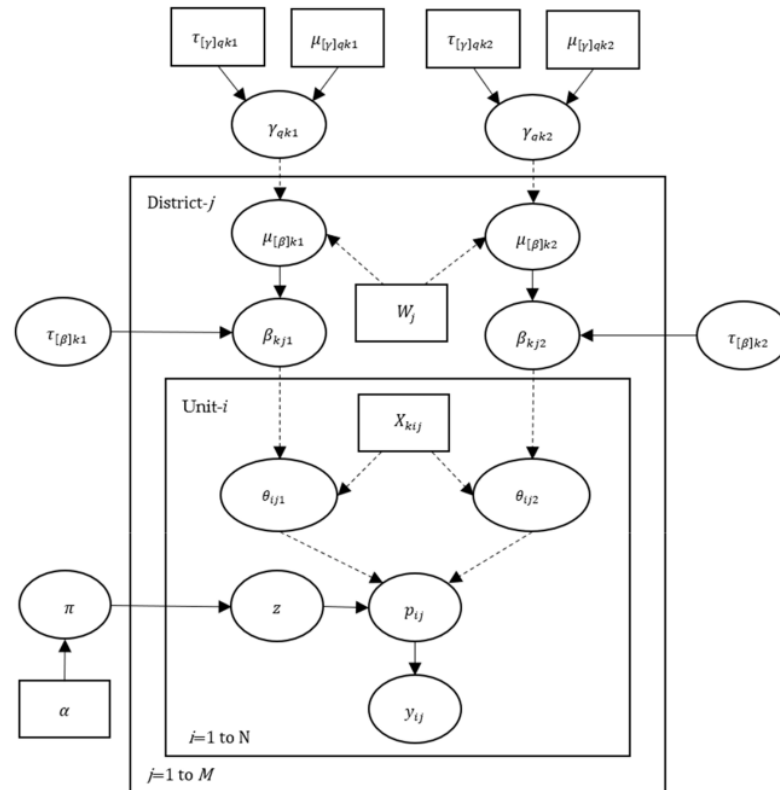 τ[γ]qk1 μ[γ]qk1 τ[γ]qk2 μ[γ]qk2
γqk1 γqk2
District-j
μ[β]k1 μ[β]k2
Wj
τ[β]k1 βkj1 βkj2 τ[β]k2
Unit-i
Xkij
θij1 θij2
π z pij
α yij
i=1 to N
j=1 to M